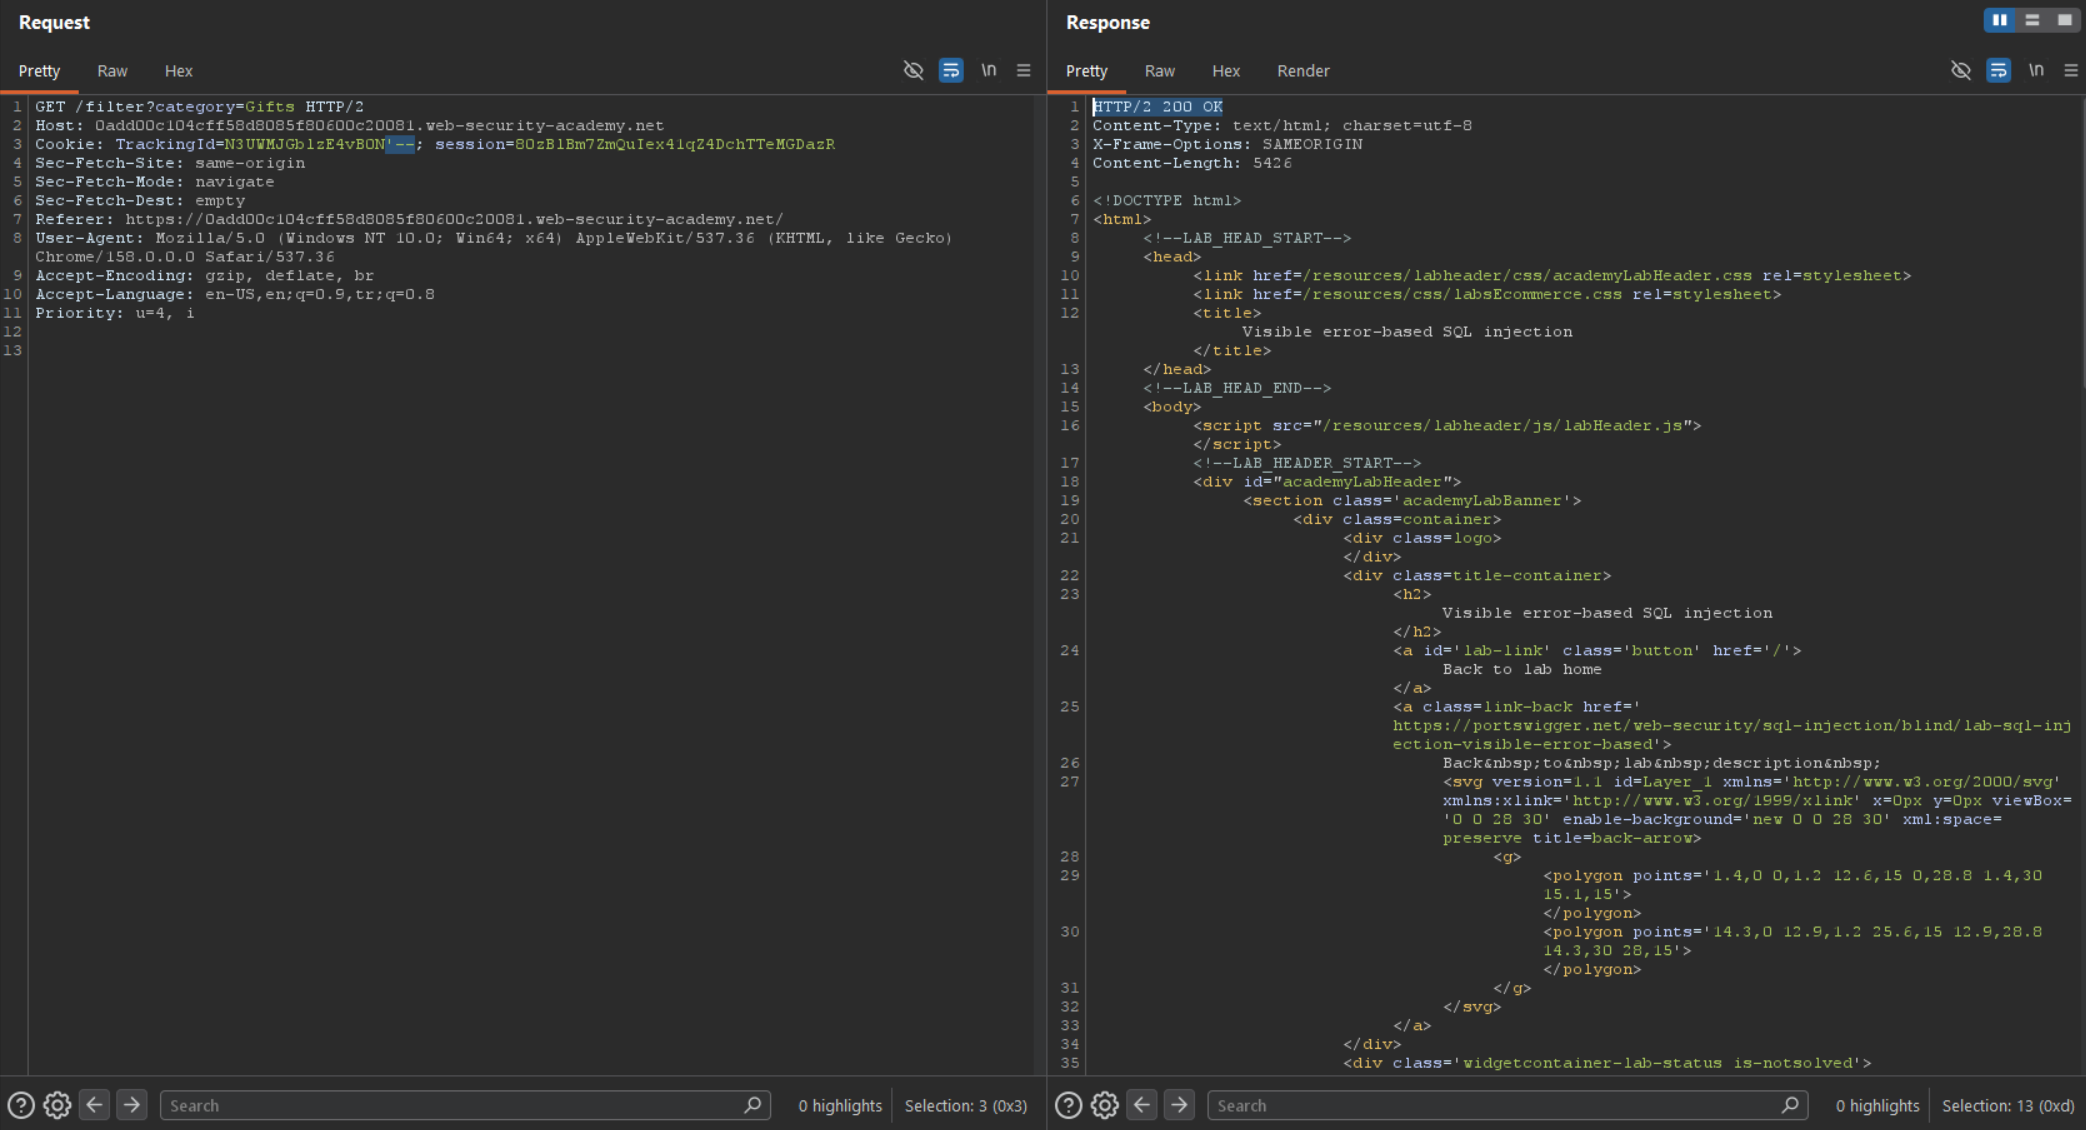 Request
Pretty Raw Hex \n
1 GET /filter?category=Gifts HTTP/2
2 Host: 0add00c104cff58d8085f80600c20081.web-security-academy.net
3 Cookie: TrackingId=N3UWMJGblzE4vB0N'--; session=80zBlBm7ZmQuIex41qZ4DchTTeMGDazR
4 Sec-Fetch-Site: same-origin
5 Sec-Fetch-Mode: navigate
6 Sec-Fetch-Dest: empty
7 Referer: https://0add00c104cff58d8085f80600c20081.web-security-academy.net/
8 User-Agent: Mozilla/5.0 (Windows NT 10.0; Win64; x64) AppleWebKit/537.36 (KHTML, like Gecko)
Chrome/158.0.0.0 Safari/537.36
9 Accept-Encoding: gzip, deflate, br
10 Accept-Language: en-US,en;q=0.9,tr;q=0.8
11 Priority: u=4, i
12
13
Search 0 highlights Selection: 3 (0x3)
Response
Pretty Raw Hex Render \n
1 HTTP/2 200 OK
2 Content-Type: text/html; charset=utf-8
3 X-Frame-Options: SAMEORIGIN
4 Content-Length: 5426
5
6 <!DOCTYPE html>
7 <html>
8 <!--LAB_HEAD_START-->
9 <head>
10 <link href=/resources/labheader/css/academyLabHeader.css rel=stylesheet>
11 <link href=/resources/css/labsEcommerce.css rel=stylesheet>
12 <title>
Visible error-based SQL injection
</title>
13 </head>
14 <!--LAB_HEAD_END-->
15 <body>
16 <script src="/resources/labheader/js/labHeader.js">
</script>
17 <!--LAB_HEADER_START-->
18 <div id="academyLabHeader">
19 <section class='academyLabBanner'>
20 <div class=container>
21 <div class=logo>
</div>
22 <div class=title-container>
23 <h2>
Visible error-based SQL injection
</h2>
24 <a id='lab-link' class='button' href='/'>
Back to lab home
</a>
25 <a class=link-back href='
https://portswigger.net/web-security/sql-injection/blind/lab-sql-inj
ection-visible-error-based'>
26 Back&nbsp;to&nbsp;lab&nbsp;description&nbsp;
27 <svg version=1.1 id=Layer_1 xmlns='http://www.w3.org/2000/svg'
xmlns:xlink='http://www.w3.org/1999/xlink' x=0px y=0px viewBox=
'0 0 28 30' enable-background='new 0 0 28 30' xml:space=
preserve title=back-arrow>
28 <g>
29 <polygon points='1.4,0 0,1.2 12.6,15 0,28.8 1.4,30
15.1,15'>
</polygon>
30 <polygon points='14.3,0 12.9,1.2 25.6,15 12.9,28.8
14.3,30 28,15'>
</polygon>
31 </g>
32 </svg>
33 </a>
34 </div>
35 <div class='widgetcontainer-lab-status is-notsolved'>
Search 0 highlights Selection: 13 (0xd)